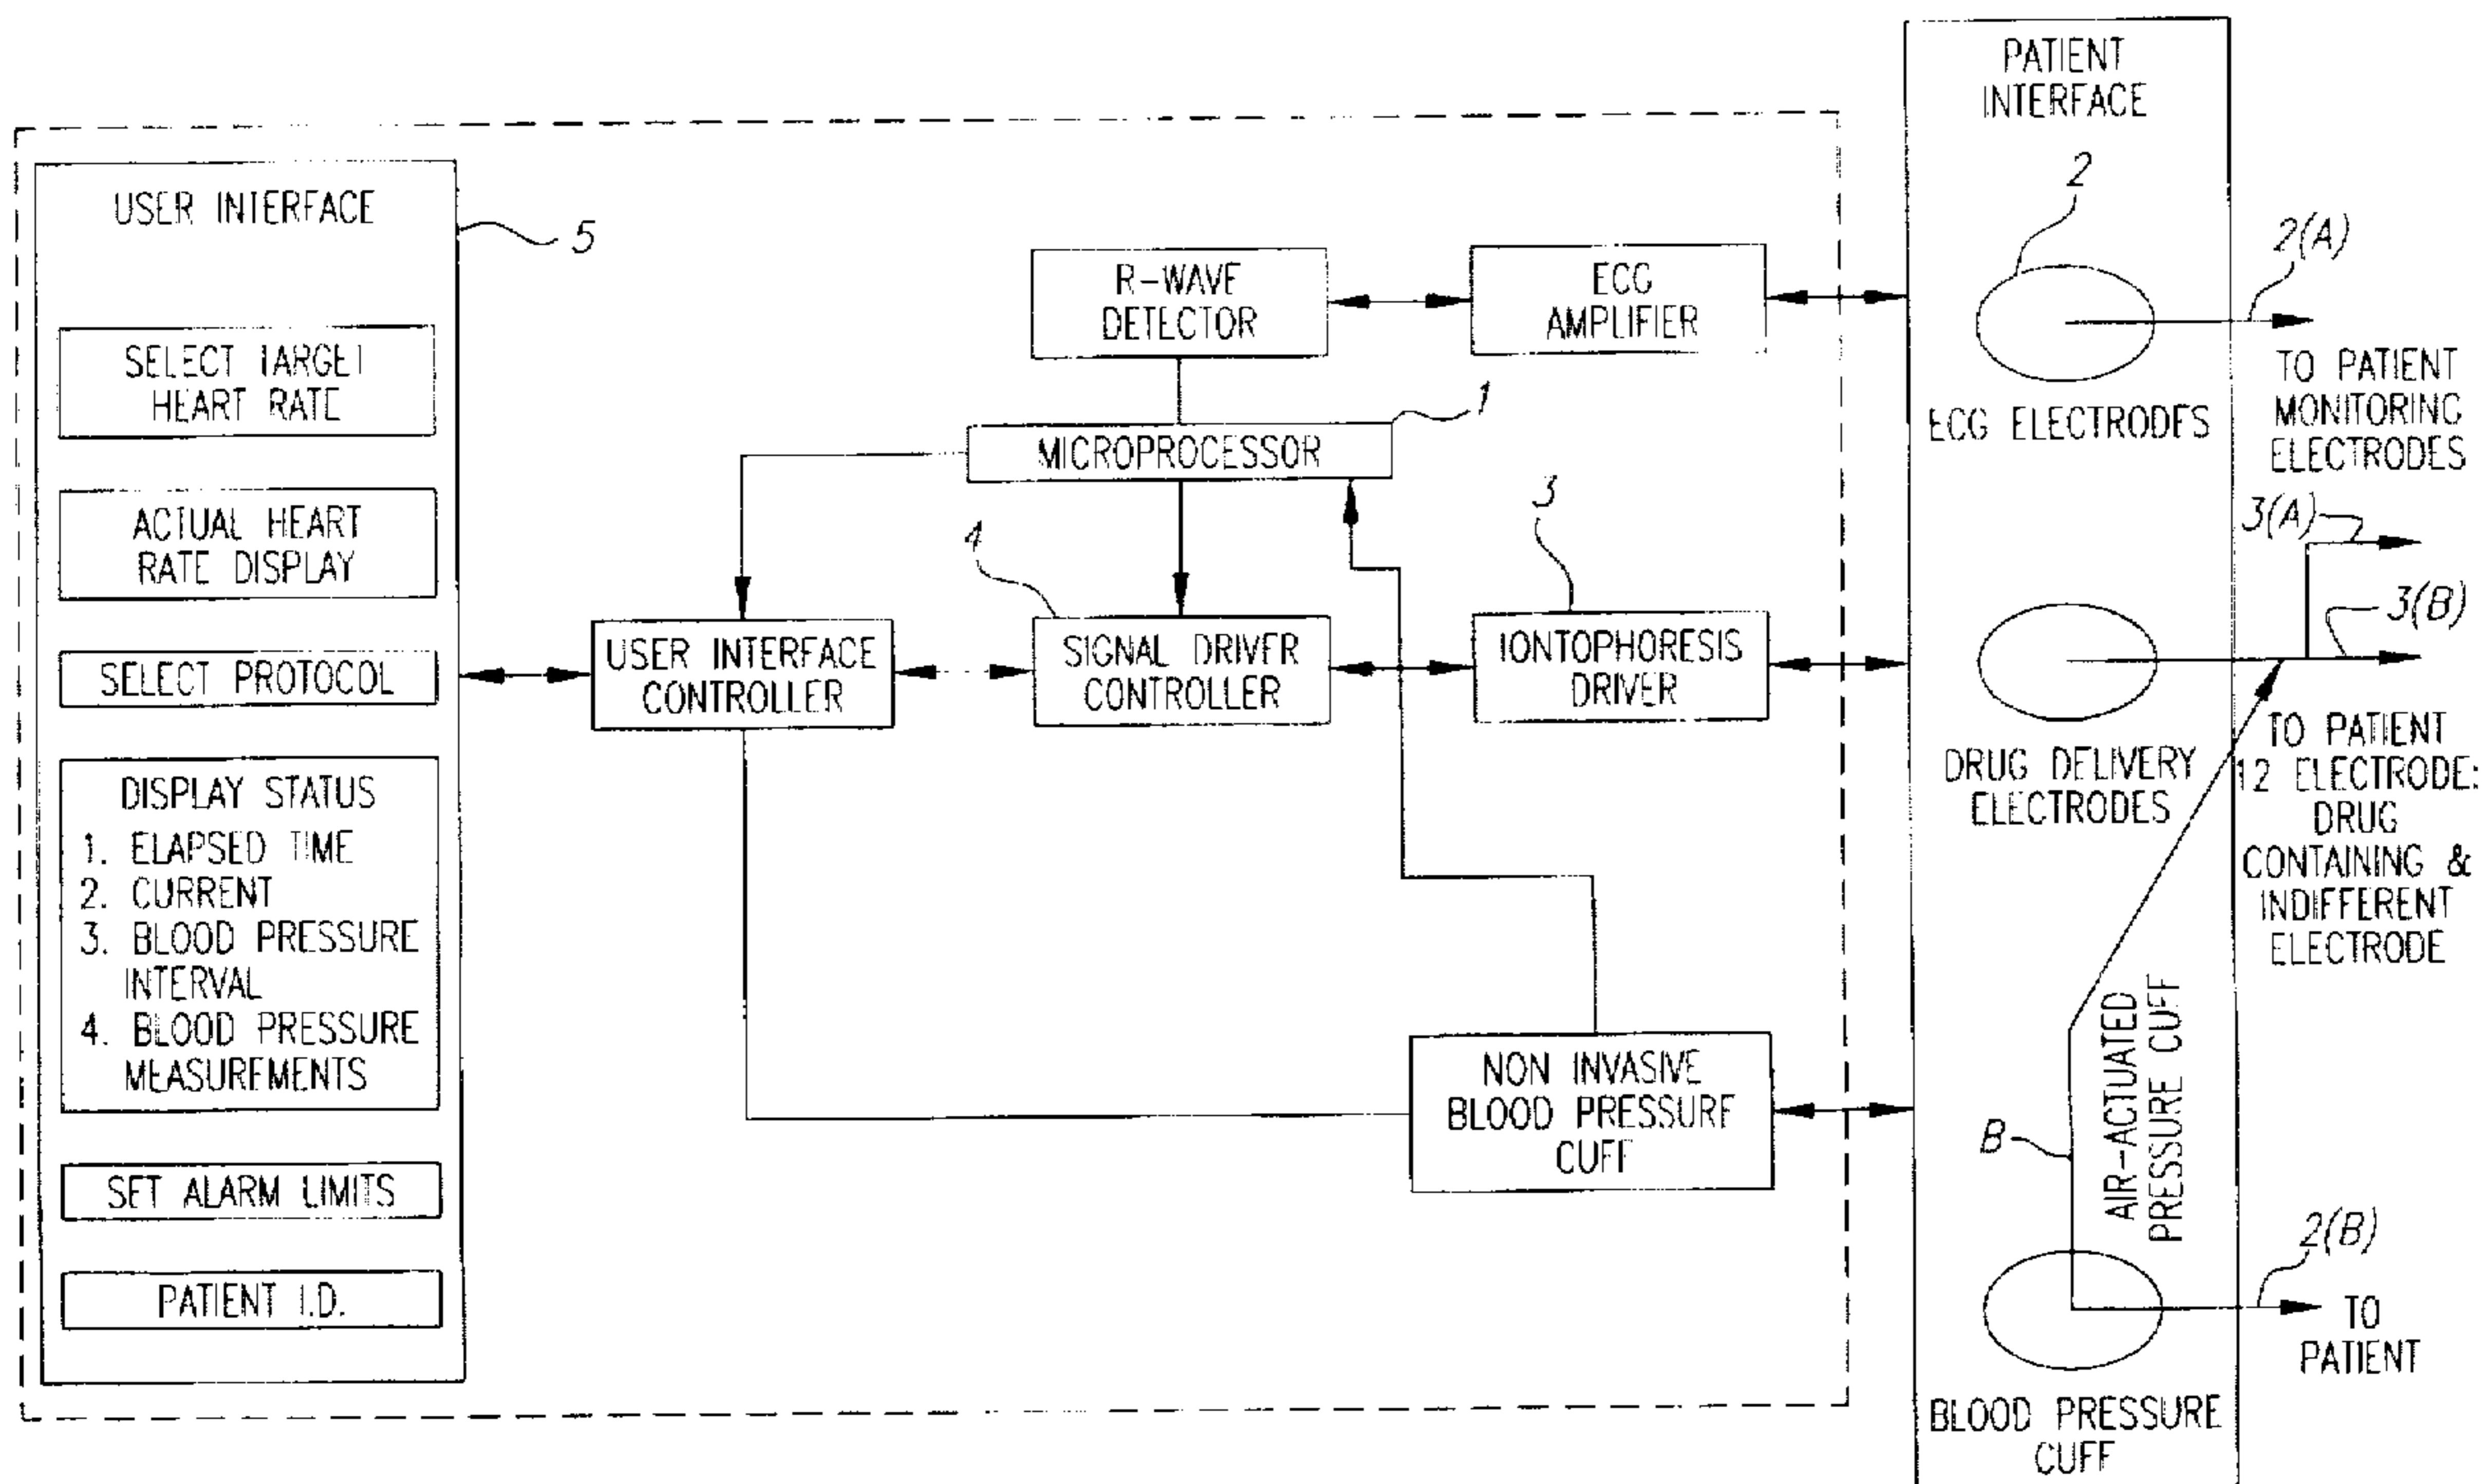 USER INTERFACE
5
SELECT TARGET
HEART RATE
ACTUAL HEART
RATE DISPLAY
SELECT PROTOCOL
DISPLAY STATUS
1. ELAPSED TIME
2. CURRENT
3. BLOOD PRESSURE
INTERVAL
4. BLOOD PRESSURE
MEASUREMENTS
SET ALARM LIMITS
PATIENT I.D.
R-WAVE
DETECTOR
ECG
AMPLIFIER
1
MICROPROCESSOR
4
3
USER INTERFACE
CONTROLLER
SIGNAL DRIVER
CONTROLLER
IONTOPHORESIS
DRIVER
NON INVASIVE
BLOOD PRESSURE
CUFF
PATIENT
INTERFACE
2
ECG ELECTRODES
2(A)
TO PATIENT
MONITORING
ELECTRODES
3(A)
3(B)
DRUG DELIVERY
ELECTRODES
TO PATIENT
12 ELECTRODE:
DRUG
CONTAINING &
INDIFFERENT
ELECTRODE
AIR-ACTUATED
PRESSURE CUFF
B
2(B)
TO
PATIENT
BLOOD PRESSURE
CUFF